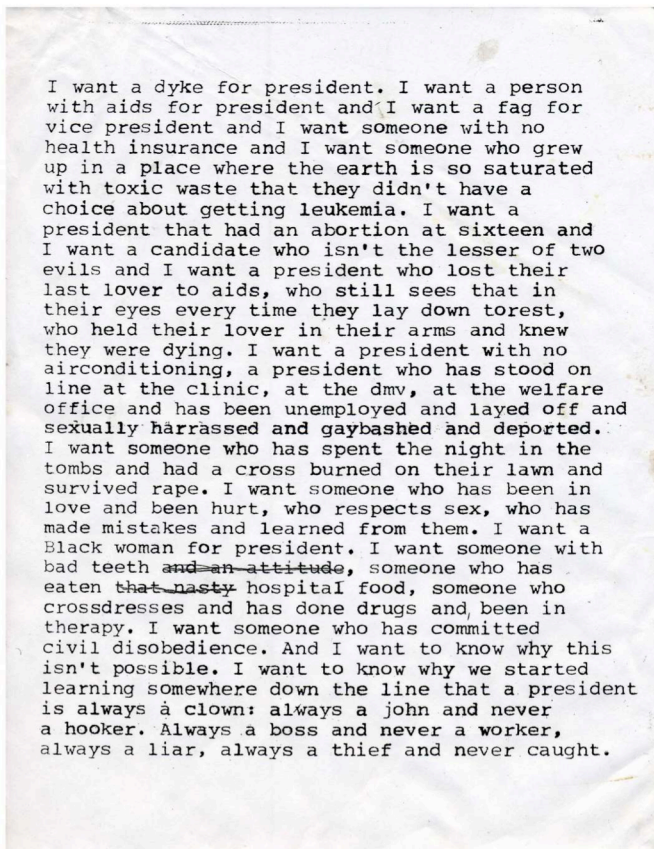 I want a dyke for president. I want a person
with aids for president and I want a fag for
vice president and I want someone with no
health insurance and I want someone who grew
up in a place where the earth is so saturated
with toxic waste that they didn't have a
choice about getting leukemia. I want a
president that had an abortion at sixteen and
I want a candidate who isn't the lesser of two
evils and I want a president who lost their
last lover to aids, who still sees that in
their eyes every time they lay down torest,
who held their lover in their arms and knew
they were dying. I want a president with no
airconditioning, a president who has stood on
line at the clinic, at the dmv, at the welfare
office and has been unemployed and layed off and
sexually harrassed and gaybashed and deported.
I want someone who has spent the night in the
tombs and had a cross burned on their lawn and
survived rape. I want someone who has been in
love and been hurt, who respects sex, who has
made mistakes and learned from them. I want a
Black woman for president. I want someone with
bad teeth and an attitude, someone who has
eaten that nasty hospital food, someone who
crossdresses and has done drugs and been in
therapy. I want someone who has committed
civil disobedience. And I want to know why this
isn't possible. I want to know why we started
learning somewhere down the line that a president
is always a clown: always a john and never
a hooker. Always a boss and never a worker,
always a liar, always a thief and never caught.